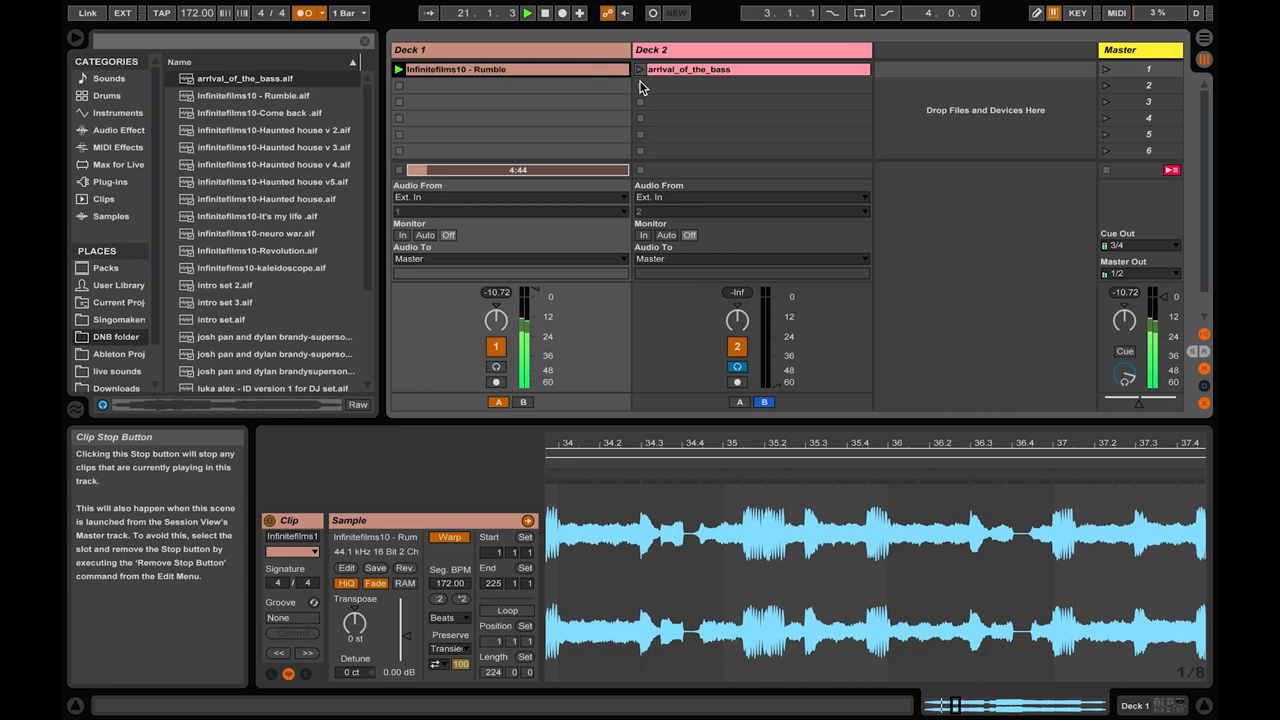 Link EXT TAP 172.00 4 / 4 1 Bar 21. 1. 1 NEW 3. 1. 1 4. 0. 0 KEY MIDI 3 % D
CATEGORIES
Sounds
Drums
Instruments
Audio Effect
MIDI Effects
Max for Live
Plug-ins
Clips
Samples
PLACES
Packs
User Library
Current Proj
Singomaker
DNB folder
Ableton Proj
live sounds
Downloads
Name
arrival_of_the_bass.aif
Infinitefilms10 - Rumble.aif
Infinitefilms10-Come back .aif
infinitefilms10-Haunted house v 2.aif
infinitefilms10-Haunted house v 3.aif
infinitefilms10-Haunted house v 4.aif
infinitefilms10-Haunted house v5.aif
infinitefilms10-Haunted house.aif
Infinitefilms10-It's my life .aif
infinitefilms10-neuro war.aif
Infinitefilms10-Revolution.aif
Infinitefims10-kaleidoscope.aif
intro set 2.aif
intro set 3.aif
intro set.aif
josh pan and dylan brandy-superso...
josh pan and dylan brandy-superso...
josh pan and dylan brandy-superso...
luka alex - ID version 1 for DJ set.aif
Raw
Deck 1
Infinitefilms10 - Rumble
4:44
Audio From
Ext. In
1
Monitor
In Auto Off
Audio To
Master
-10.72
0
12
24
36
48
60
1
A B
Deck 2
arrival_of_the_bass
Audio From
Ext. In
2
Monitor
In Auto Off
Audio To
Master
-Inf
0
12
24
36
48
60
2
A B
Drop Files and Devices Here
Master
1
2
3
4
5
6
Cue Out
3/4
Master Out
1/2
-10.72
0
12
24
36
48
60
Cue
S R
Clip Stop Button
Clicking this Stop button will stop any
clips that are currently playing in this
track.
This will also happen when this scene
is launched from the Session View's
Master track. To avoid this, select the
slot and remove the Stop button by
executing the 'Remove Stop Button'
command from the Edit Menu.
Clip
Infinitefilms1
Signature
4 / 4
Groove
None
Commit
<< >>
Sample
Infinitefilms10 - Rum
44.1 kHz 16 Bit 2 Ch
Edit Save Rev.
HiQ Fade RAM
Transpose
0 st
Detune
0 ct 0.00 dB
Warp
Seg. BPM
172.00
:2 *2
Beats
Preserve
Transie
100
Start Set
1 1 1
End Set
225 1 1
Loop
Position Set
1 1 1
Length Set
224 0 0
34 34.2 34.3 34.4 35 35.2 35.3 35.4 36 36.2 36.3 36.4 37 37.2 37.3 37.4
1/8
Deck 1